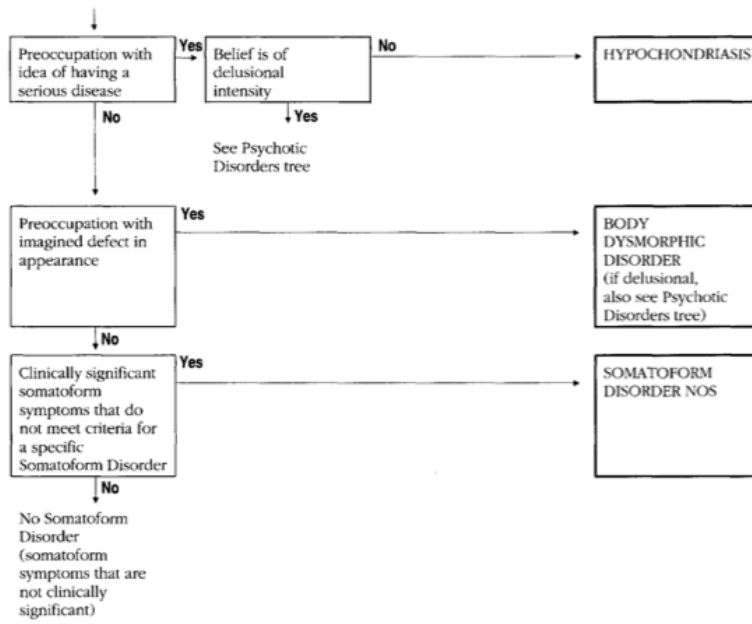 Preoccupation with
idea of having a
serious disease
Yes
Belief is of
delusional
intensity
No
HYPOCHONDRIASIS
No
Yes
See Psychotic
Disorders tree
Preoccupation with
imagined defect in
appearance
Yes
BODY
DYSMORPHIC
DISORDER
(if delusional,
also see Psychotic
Disorders tree)
No
Clinically significant
somatoform
symptoms that do
not meet criteria for
a specific
Somatoform Disorder
Yes
SOMATOFORM
DISORDER NOS
No
No Somatoform
Disorder
(somatoform
symptoms that are
not clinically
significant)